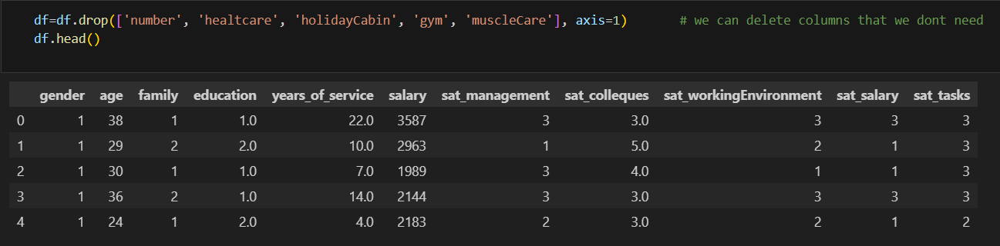 df=df.drop(['number', 'healtcare', 'holidayCabin', 'gym', 'muscleCare'], axis=1) # we can delete columns that we dont need
df.head()
gender age family education years_of_service salary sat_management sat_colleques sat_workingEnvironment sat_salary sat_tasks
0 1 38 1 1.0 22.0 3587 3 3.0 3 3 3
1 1 29 2 2.0 10.0 2963 1 5.0 2 1 3
2 1 30 1 1.0 7.0 1989 3 4.0 1 1 3
3 1 36 2 1.0 14.0 2144 3 3.0 3 3 3
4 1 24 1 2.0 4.0 2183 2 3.0 2 1 2